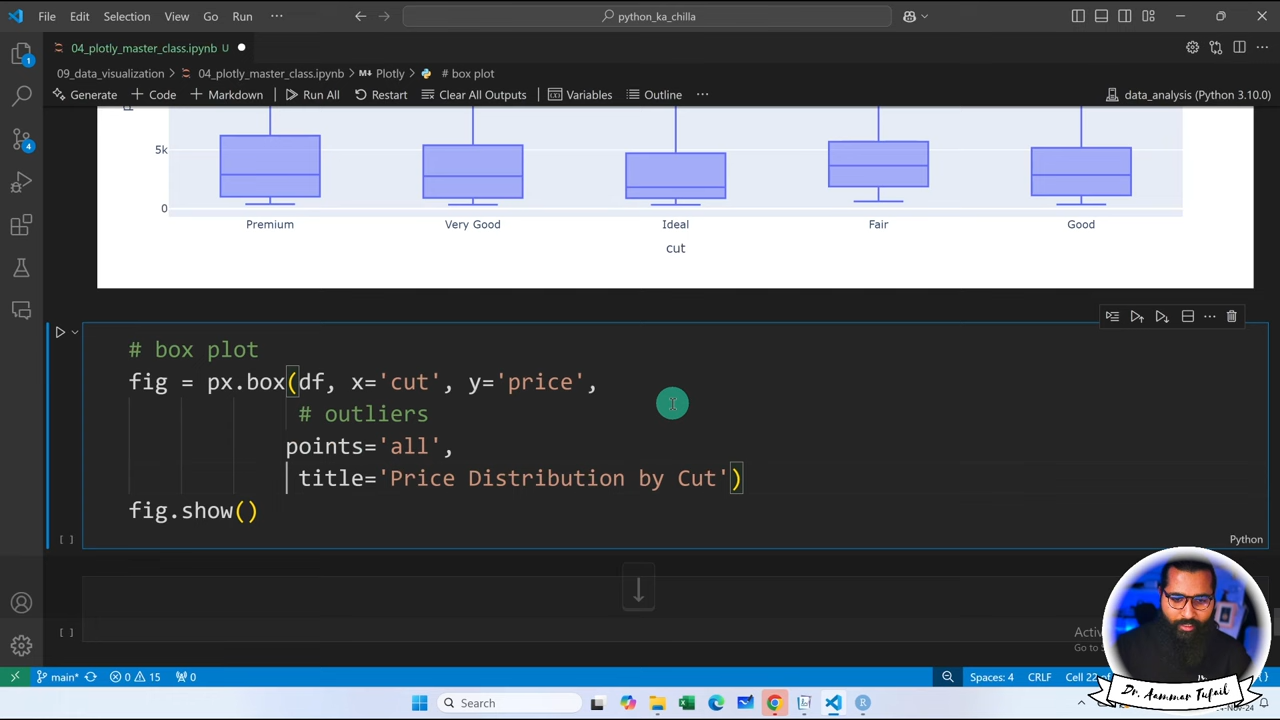 File Edit Selection View Go Run ··· python_ka_chilla
04_plotly_master_class.ipynb U
09_data_visualization > 04_plotly_master_class.ipynb > M↓ Plotly > # box plot
Generate + Code + Markdown Run All Restart Clear All Outputs Variables Outline ··· data_analysis (Python 3.10.0)
5k
0
Premium Very Good Ideal Fair Good
cut
# box plot
fig = px.box(df, x='cut', y='price',
# outliers
points='all',
title='Price Distribution by Cut')
fig.show()
[ ] Python
[ ]
1
4
Dr. Aammar Tufail
main* 0 15 0 Spaces: 4 CRLF Cell 22
Search